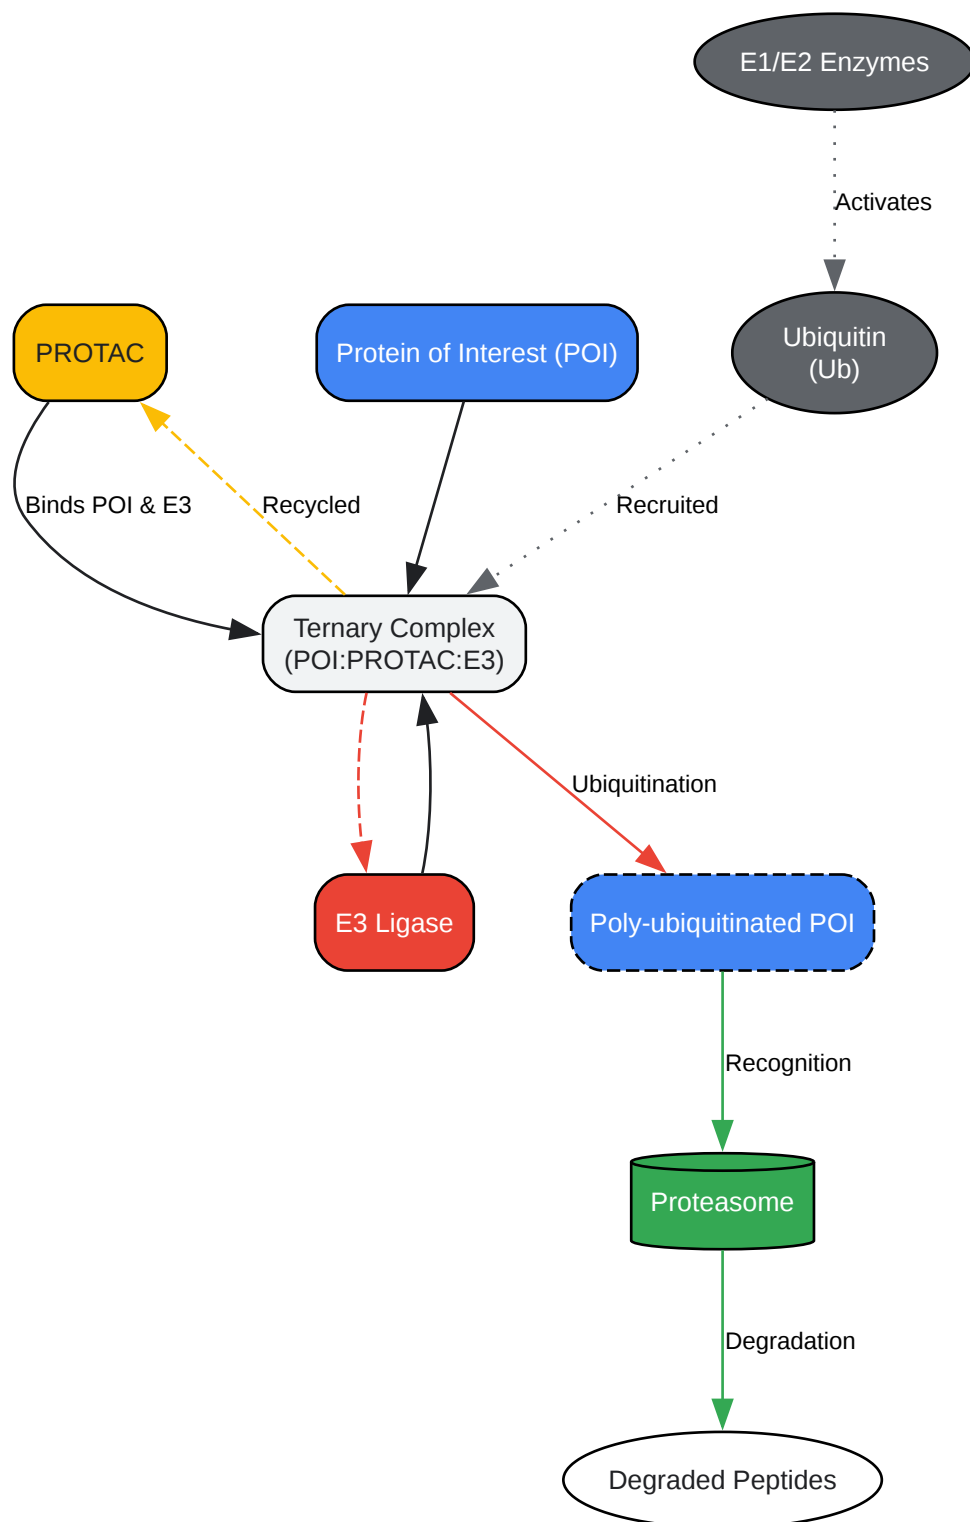 E1/E2 Enzymes
Activates
PROTAC
Protein of Interest (POI)
Ubiquitin
(Ub)
Binds POI & E3
Recycled
Recruited
Ternary Complex
(POI:PROTAC:E3)
Ubiquitination
E3 Ligase
Poly-ubiquitinated POI
Recognition
Proteasome
Degradation
Degraded Peptides